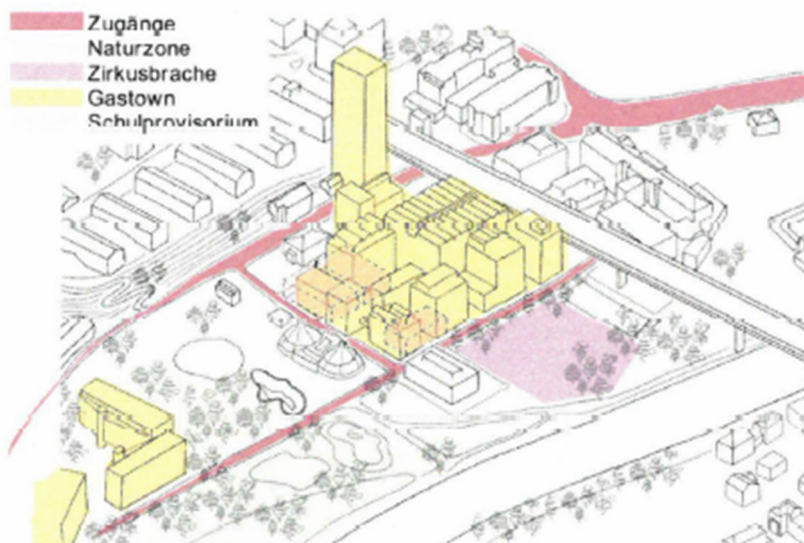 Zugänge
Naturzone
Zirkusbrache
Gastown
Schulprovisorium